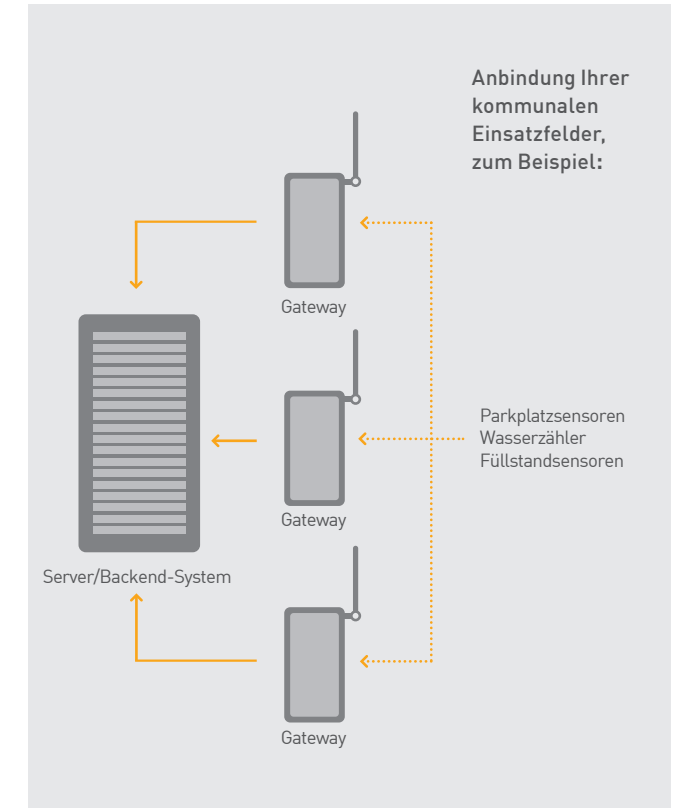 Anbindung Ihrer
kommunalen
Einsatzfelder,
zum Beispiel:
Gateway
Parkplatzsensoren
Wasserzähler
Füllstandsensoren
Gateway
Server/Backend-System
Gateway